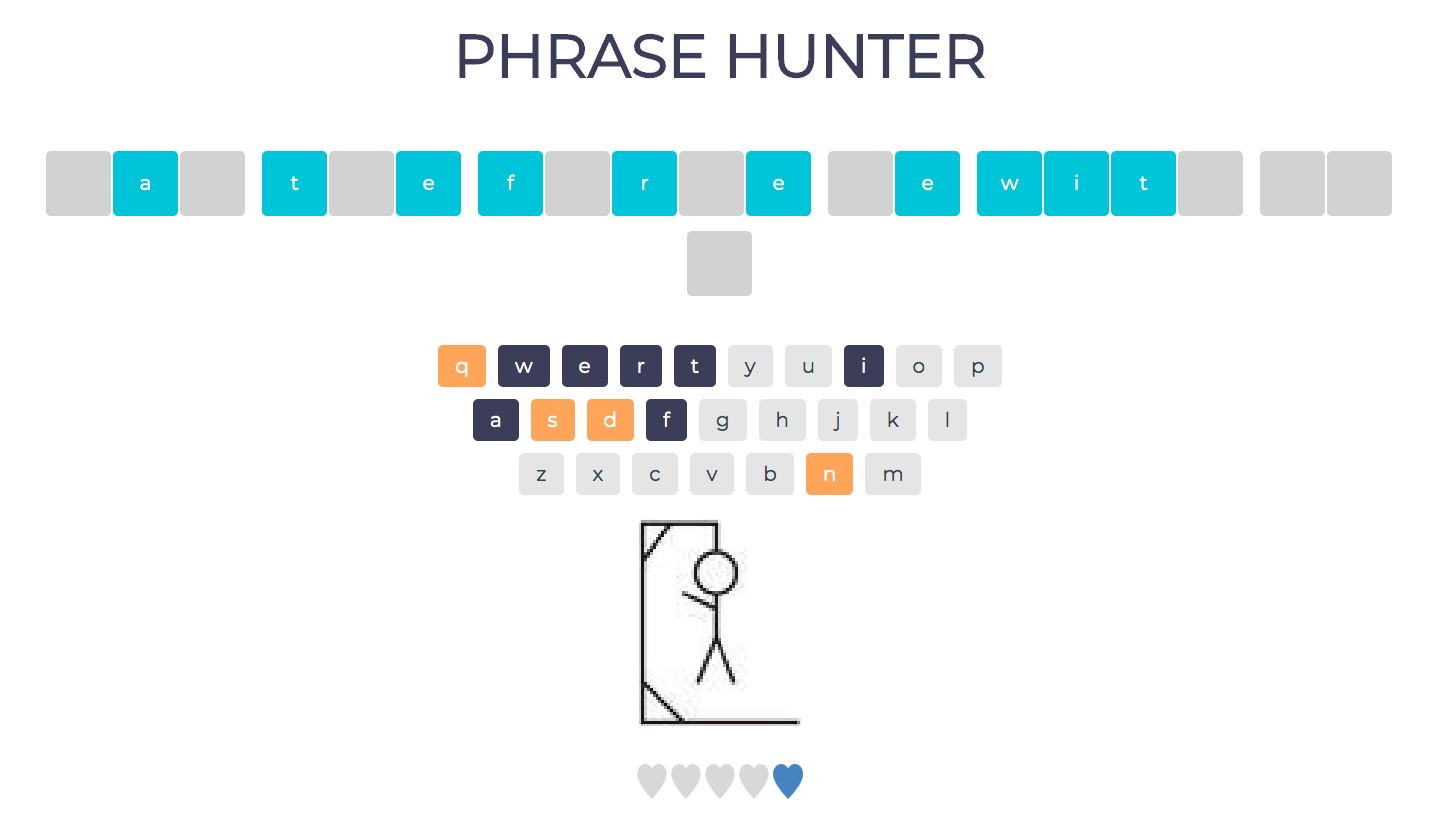 PHRASE HUNTER
a t e f r e e w i t
q w e r t y u i o p
a s d f g h j k l
z x c v b n m